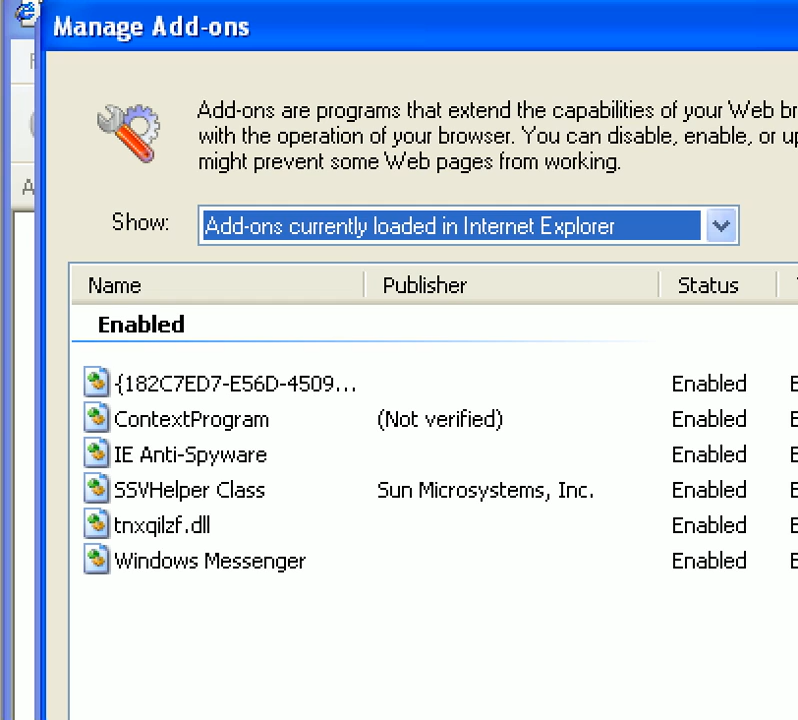 Manage Add-ons
Add-ons are programs that extend the capabilities of your Web br
with the operation of your browser. You can disable, enable, or up
might prevent some Web pages from working.
Show: Add-ons currently loaded in Internet Explorer
Name Publisher Status
Enabled
{182C7ED7-E56D-4509... Enabled
ContextProgram (Not verified) Enabled
IE Anti-Spyware Enabled
SSVHelper Class Sun Microsystems, Inc. Enabled
tnxqilzf.dll Enabled
Windows Messenger Enabled